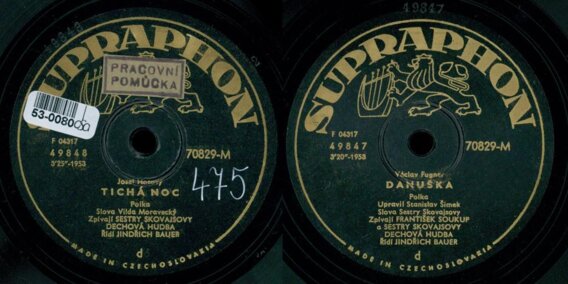 49848
SUPRAPHON
PRACOVNÍ
POMŮCKA
53-0080
F 04317
49848
3'25"-1953
70829-M
Josef
TICHÁ NOC
475
Polka
Slova Vilda Moravecký
Zpívají SESTRY SKOVAJSOVY
DECHOVÁ HUDBA
Řídí JINDŘICH BAUER
d
MADE IN CZECHOSLOVAKIA
49847
SUPRAPHON
F 04317
49847
3'20"-1953
70829-M
Václav Fugner
DANUŠKA
Polka
Upravil Stanislav Šimek
Slova Sestry Skovajsovy
Zpívají FRANTIŠEK SOUKUP
a SESTRY SKOVAJSOVY
DECHOVÁ HUDBA
Řídí JINDŘICH BAUER
d
MADE IN CZECHOSLOVAKIA